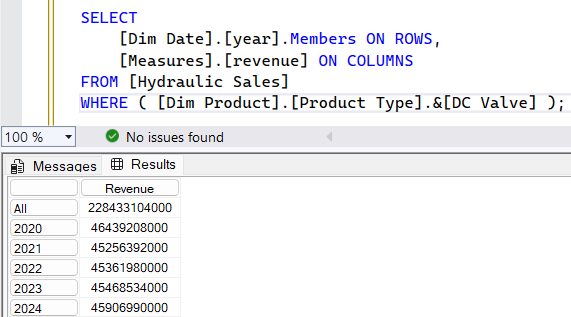 SELECT
[Dim Date].[year].Members ON ROWS,
[Measures].[revenue] ON COLUMNS
FROM [Hydraulic Sales]
WHERE ( [Dim Product].[Product Type].&[DC Valve] );
100 % No issues found
Messages Results
Revenue
All 228433104000
2020 46439208000
2021 45256392000
2022 45361980000
2023 45468534000
2024 45906990000